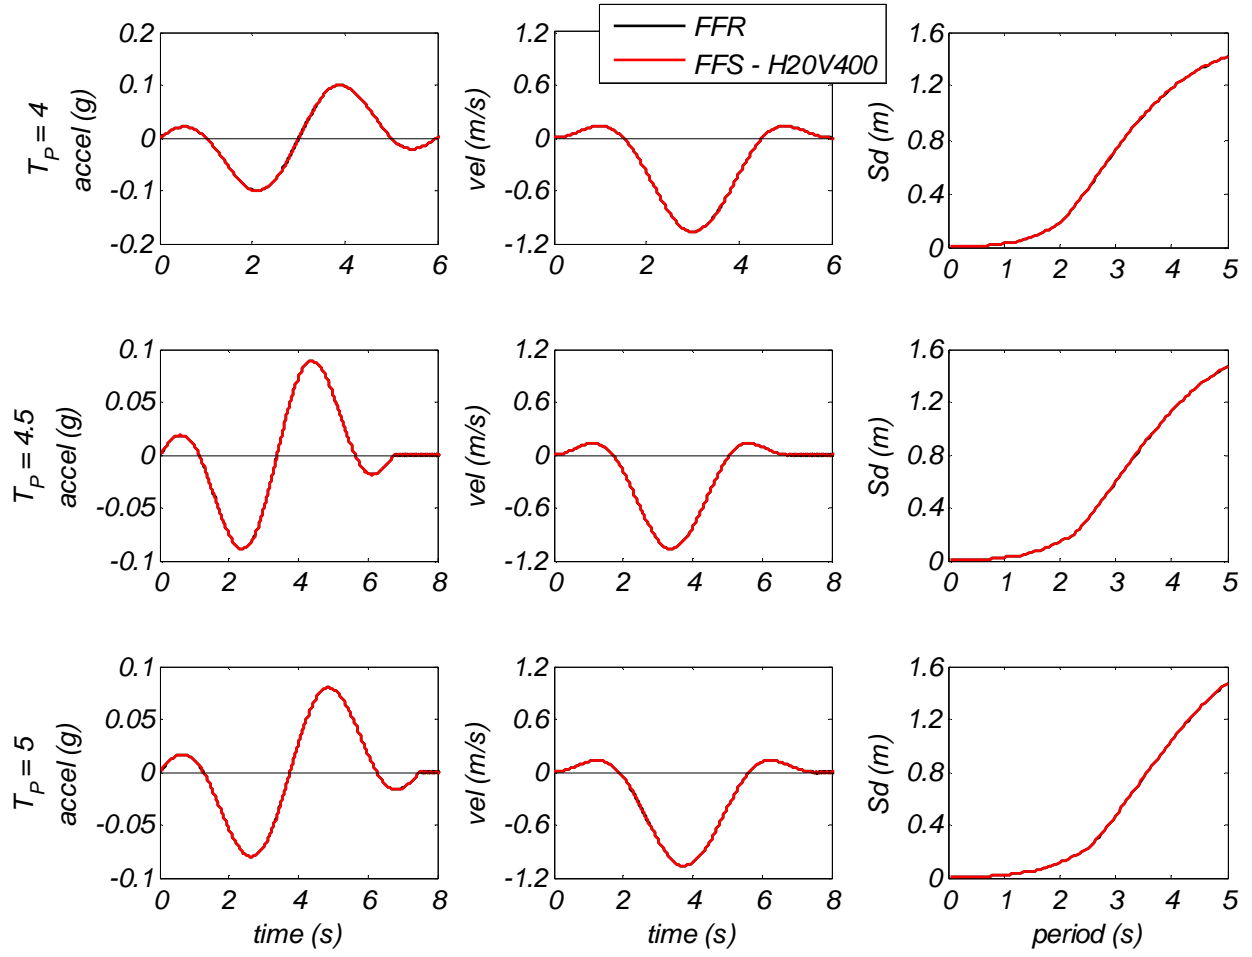 FFR
FFS - H20V400
0.2
0.1
0
-0.1
-0.2
0 2 4 6
T_P = 4
accel (g)
1.2
0.6
0
-0.6
-1.2
0 2 4 6
vel (m/s)
1.6
1.2
0.8
0.4
0
0 1 2 3 4 5
Sd (m)
0.1
0.05
0
-0.05
-0.1
0 2 4 6 8
T_P = 4.5
accel (g)
1.2
0.6
0
-0.6
-1.2
0 2 4 6 8
vel (m/s)
1.6
1.2
0.8
0.4
0
0 1 2 3 4 5
Sd (m)
0.1
0.05
0
-0.05
-0.1
0 2 4 6 8
T_P = 5
accel (g)
time (s)
1.2
0.6
0
-0.6
-1.2
0 2 4 6 8
vel (m/s)
time (s)
1.6
1.2
0.8
0.4
0
0 1 2 3 4 5
Sd (m)
period (s)